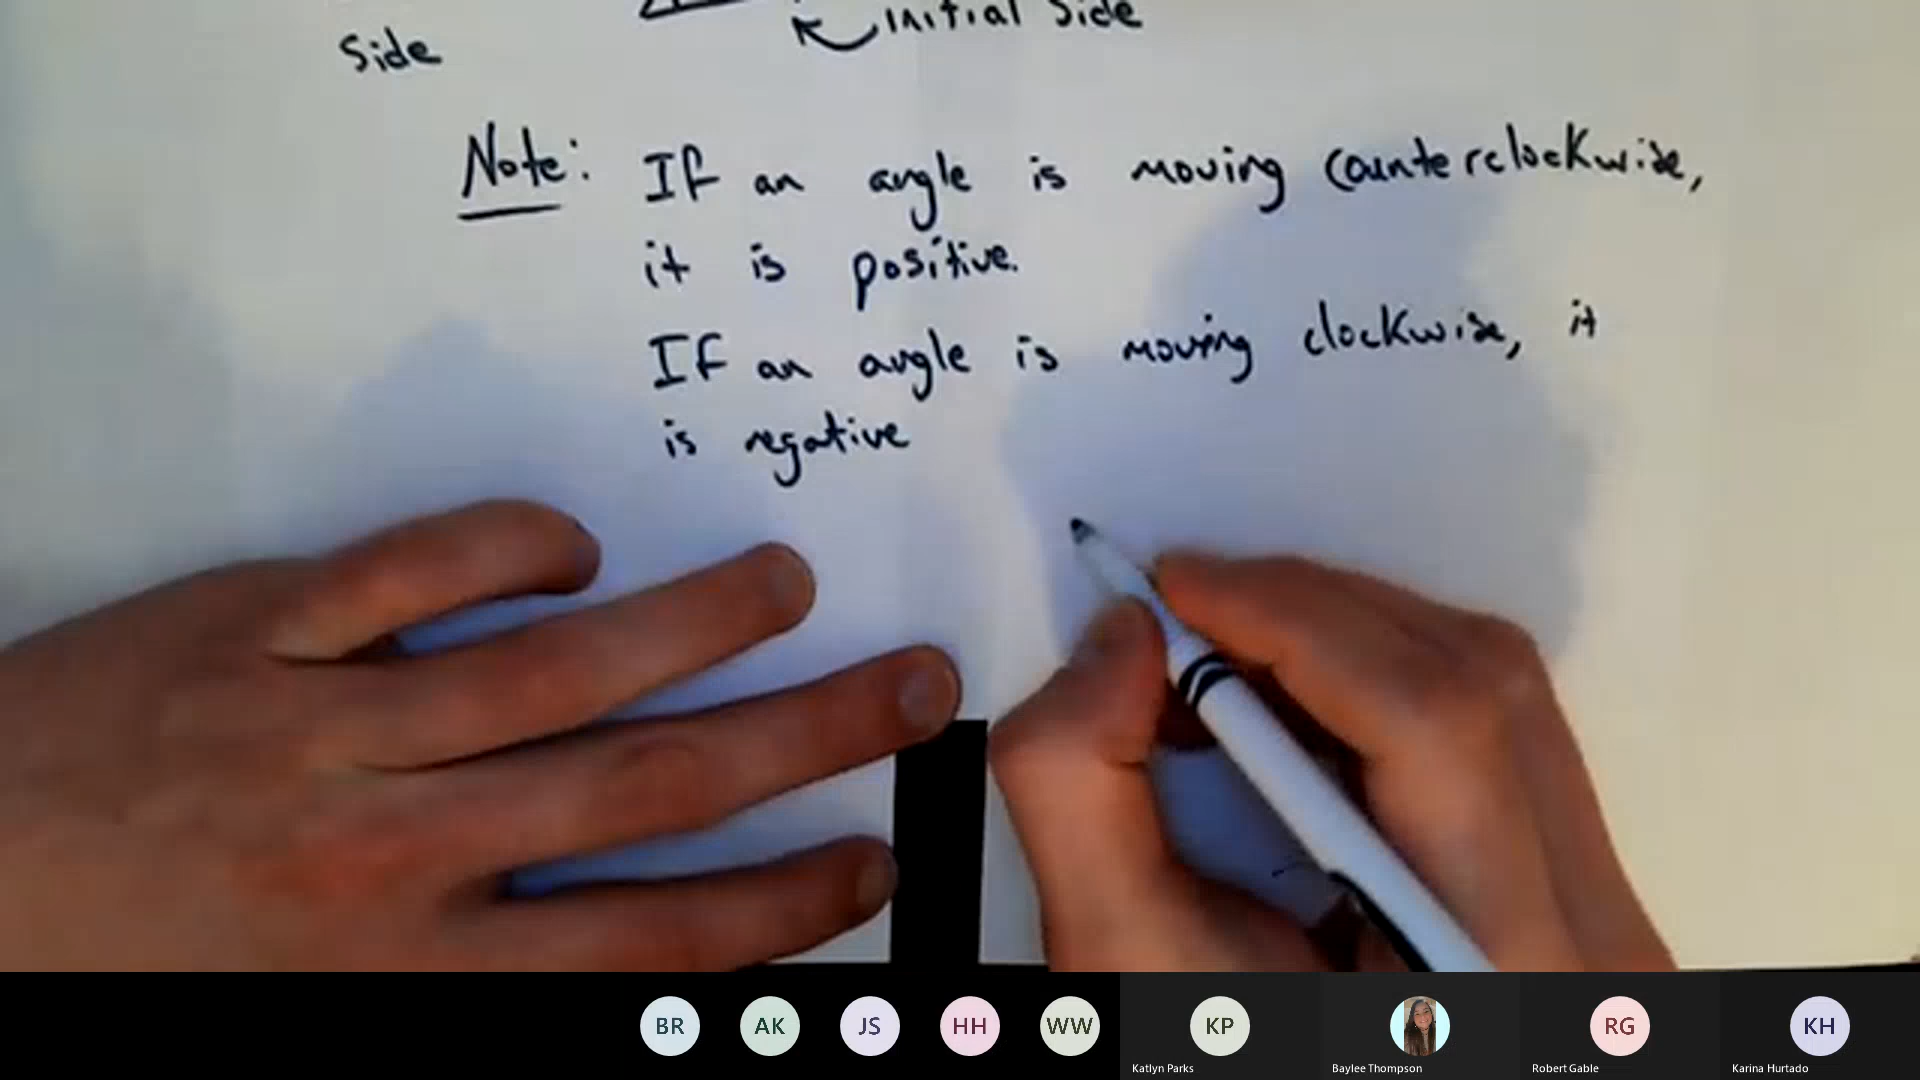 Initial Side
Side
Note: If an angle is moving counterclockwise,
it is positive.
If an angle is moving clockwise, it
is negative
BR AK JS HH WW KP RG KH
Katlyn Parks Baylee Thompson Robert Gable Karina Hurtado